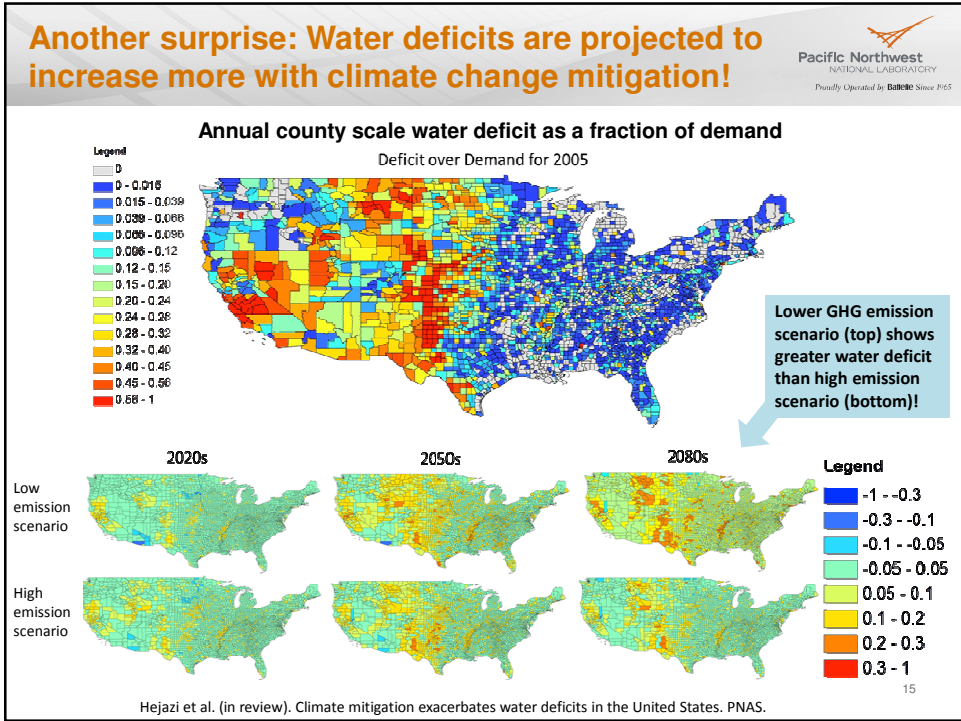 Another surprise: Water deficits are projected to
increase more with climate change mitigation!
Pacific Northwest
NATIONAL LABORATORY
Proudly Operated by Battelle Since 1965
Annual county scale water deficit as a fraction of demand
Deficit over Demand for 2005
Legend
0
0 - 0.015
0.015 - 0.039
0.039 - 0.066
0.066 - 0.096
0.096 - 0.12
0.12 - 0.15
0.15 - 0.20
0.20 - 0.24
0.24 - 0.28
0.28 - 0.32
0.32 - 0.40
0.40 - 0.45
0.45 - 0.56
0.56 - 1
Lower GHG emission
scenario (top) shows
greater water deficit
than high emission
scenario (bottom)!
2020s
2050s
2080s
Low
emission
scenario
High
emission
scenario
Legend
-1 - -0.3
-0.3 - -0.1
-0.1 - -0.05
-0.05 - 0.05
0.05 - 0.1
0.1 - 0.2
0.2 - 0.3
0.3 - 1
15
Hejazi et al. (in review). Climate mitigation exacerbates water deficits in the United States. PNAS.